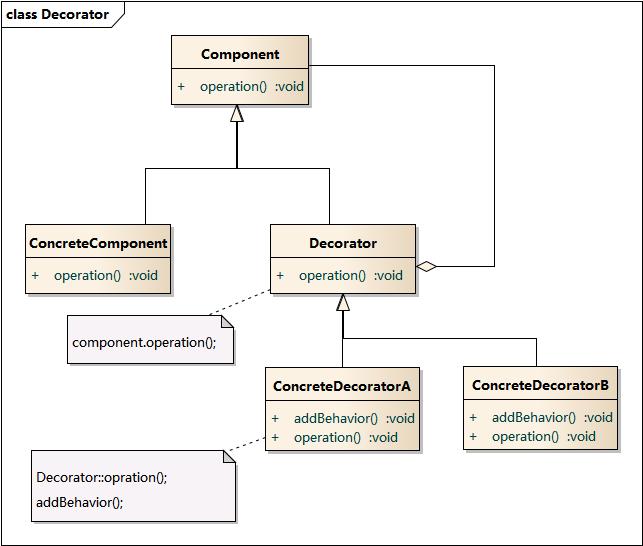 class Decorator
Component
+ operation() :void
ConcreteComponent
+ operation() :void
Decorator
+ operation() :void
component.operation();
ConcreteDecoratorA
+ addBehavior() :void
+ operation() :void
ConcreteDecoratorB
+ addBehavior() :void
+ operation() :void
Decorator::opration();
addBehavior();